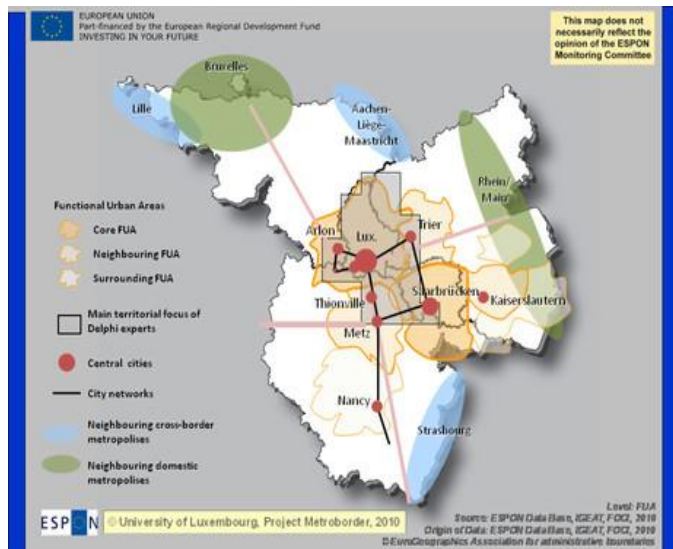 EUROPEAN UNION
Part-financed by the European Regional Development Fund
INVESTING IN YOUR FUTURE
This map does not
necessarily reflect the
opinion of the ESPON
Monitoring Committee
Bruxelles
Lille
Aachen-
Liège-
Maastricht
Rhein/
Main
Functional Urban Areas
Core FUA
Neighbouring FUA
Surrounding FUA
Main territorial focus of
Delphi experts
Central cities
City networks
Neighbouring cross-border
metropolises
Neighbouring domestic
metropolises
Arlon
Lux.
Trier
Thionville
Saarbrücken
Kaiserslautern
Metz
Nancy
Strasbourg
ESPON
© University of Luxembourg, Project Metroborder, 2010
Level: FUA
Source: ESPON Data Base, IGEAT, FOCI, 2010
Origin of Data: ESPON Data Base, IGEAT, FOCI, 2010
© EuroGeographics Association for administrative boundaries